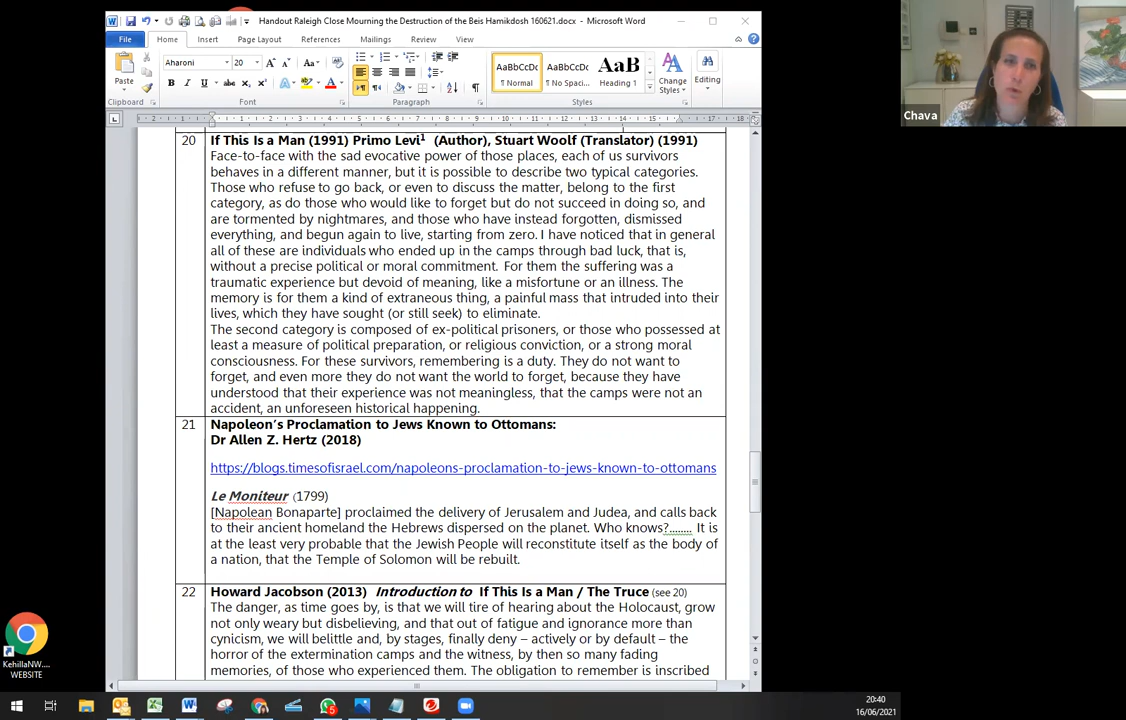 Handout Raleigh Close Mourning the Destruction of the Beis Hamikdosh 160621.docx - Microsoft Word
File Home Insert Page Layout References Mailings Review View
Aharoni 20
Paste
B I U abc x₂ x²
AaBbCcDc AaBbCcDc AaB
¶ Normal ¶ No Spaci... Heading 1
Change Styles
Editing
Clipboard Font Paragraph Styles
20 If This Is a Man (1991) Primo Levi¹ (Author), Stuart Woolf (Translator) (1991)
Face-to-face with the sad evocative power of those places, each of us survivors
behaves in a different manner, but it is possible to describe two typical categories.
Those who refuse to go back, or even to discuss the matter, belong to the first
category, as do those who would like to forget but do not succeed in doing so, and
are tormented by nightmares, and those who have instead forgotten, dismissed
everything, and begun again to live, starting from zero. I have noticed that in general
all of these are individuals who ended up in the camps through bad luck, that is,
without a precise political or moral commitment. For them the suffering was a
traumatic experience but devoid of meaning, like a misfortune or an illness. The
memory is for them a kind of extraneous thing, a painful mass that intruded into their
lives, which they have sought (or still seek) to eliminate.
The second category is composed of ex-political prisoners, or those who possessed at
least a measure of political preparation, or religious conviction, or a strong moral
consciousness. For these survivors, remembering is a duty. They do not want to
forget, and even more they do not want the world to forget, because they have
understood that their experience was not meaningless, that the camps were not an
accident, an unforeseen historical happening.
21 Napoleon's Proclamation to Jews Known to Ottomans:
Dr Allen Z. Hertz (2018)
https://blogs.timesofisrael.com/napoleons-proclamation-to-jews-known-to-ottomans
Le Moniteur (1799)
[Napolean Bonaparte] proclaimed the delivery of Jerusalem and Judea, and calls back
to their ancient homeland the Hebrews dispersed on the planet. Who knows?........ It is
at the least very probable that the Jewish People will reconstitute itself as the body of
a nation, that the Temple of Solomon will be rebuilt.
22 Howard Jacobson (2013) Introduction to If This Is a Man / The Truce (see 20)
The danger, as time goes by, is that we will tire of hearing about the Holocaust, grow
not only weary but disbelieving, and that out of fatigue and ignorance more than
cynicism, we will belittle and, by stages, finally deny – actively or by default – the
horror of the extermination camps and the witness, by then so many fading
memories, of those who experienced them. The obligation to remember is inscribed
Chava
KehillaNW....
WEBSITE
20:40
16/06/2021